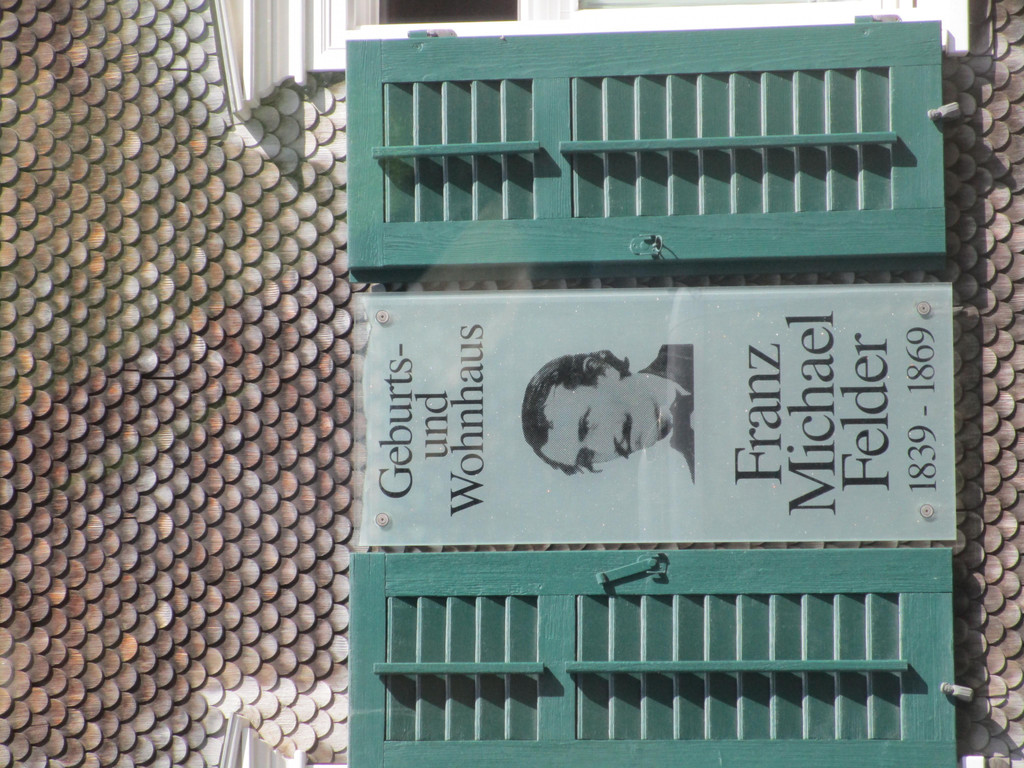 Geburts-
und
Wohnhaus
Franz
Michael
Felder
1839 - 1869